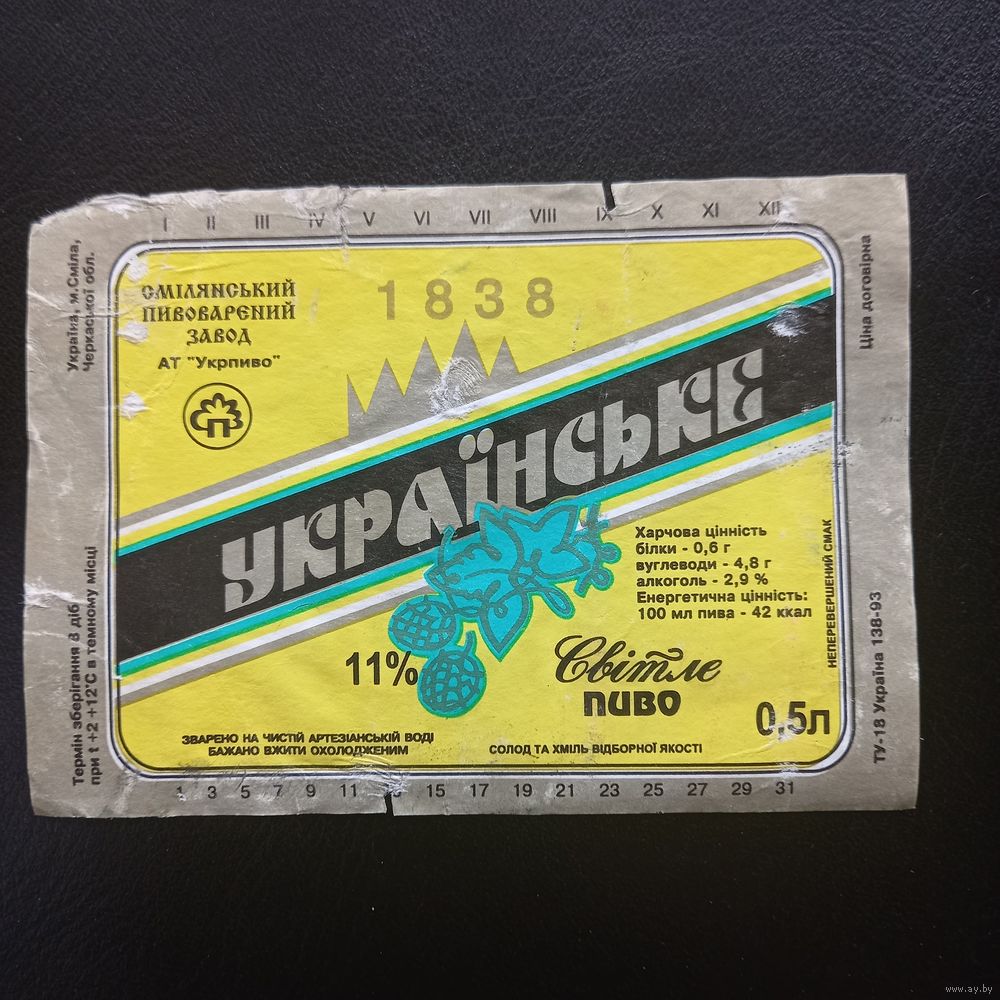 I II III IV V VI VII VIII IX X XI XII
Україна, м.Сміла,
Черкаської обл.
Термін зберігання 8 діб
при t +2 +12°С в темному місці
СМІЛЯНСЬКИЙ
ПИВОВАРЕНИЙ
ЗАВОД
АТ "Укрпиво"
П
1838
УКРАЇНСЬКЕ
Харчова цінність
білки - 0,6 г
вуглеводи - 4,8 г
алкоголь - 2,9 %
Енергетична цінність:
100 мл пива - 42 ккал
НЕПЕРЕВЕРШЕНИЙ СМАК
11%
Світле
ПИВО
0,5л
ЗВАРЕНО НА ЧИСТІЙ АРТЕЗІАНСЬКІЙ ВОДІ
БАЖАНО ВЖИТИ ОХОЛОДЖЕНИМ
СОЛОД ТА ХМІЛЬ ВІДБОРНОЇ ЯКОСТІ
Ціна договірна
ТУ-18 Україна 138-93
1 3 5 7 9 11 15 17 19 21 23 25 27 29 31
www.ay.by